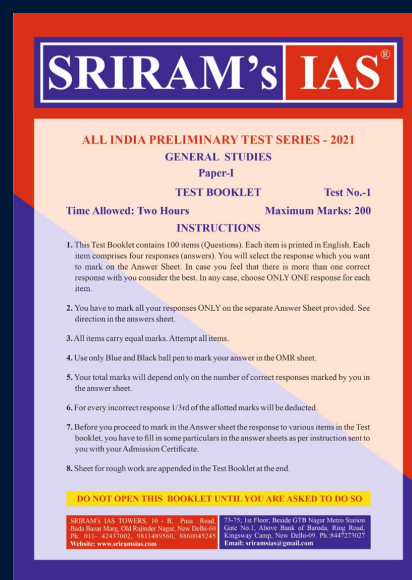 SRIRAM's IAS®
ALL INDIA PRELIMINARY TEST SERIES - 2021
GENERAL STUDIES
Paper-I
TEST BOOKLET Test No.-1
Time Allowed: Two Hours Maximum Marks: 200
INSTRUCTIONS
1. This Test Booklet contains 100 items (Questions). Each item is printed in English. Each
item comprises four responses (answers). You will select the response which you want
to mark on the Answer Sheet. In case you feel that there is more than one correct
response with you consider the best. In any case, choose ONLY ONE response for each
item.
2. You have to mark all your responses ONLY on the separate Answer Sheet provided. See
direction in the answers sheet.
3. All items carry equal marks. Attempt all items.
4. Use only Blue and Black ball pen to mark your answer in the OMR sheet.
5. Your total marks will depend only on the number of correct responses marked by you in
the answer sheet.
6. For every incorrect response 1/3rd of the allotted marks will be deducted.
7. Before you proceed to mark in the Answer sheet the response to various items in the Test
booklet, you have to fill in some particulars in the answer sheets as per instruction sent to
you with your Admission Certificate.
8. Sheet for rough work are appended in the Test Booklet at the end.
DO NOT OPEN THIS BOOKLET UNTIL YOU ARE ASKED TO DO SO
SRIRAM's IAS TOWERS, 10 - B, Pusa Road,
Bada Bazar Marg, Old Rajinder Nagar, New Delhi-60
Ph. 011- 42437002, 9811489560, 8860045245
Website: www.sriramsias.com
73-75, 1st Floor, Beside GTB Nagar Metro Station
Gate No.1, Above Bank of Baroda, Ring Road,
Kingsway Camp, New Delhi-09. Ph.:8447273027
Email: sriramsias@gmail.com